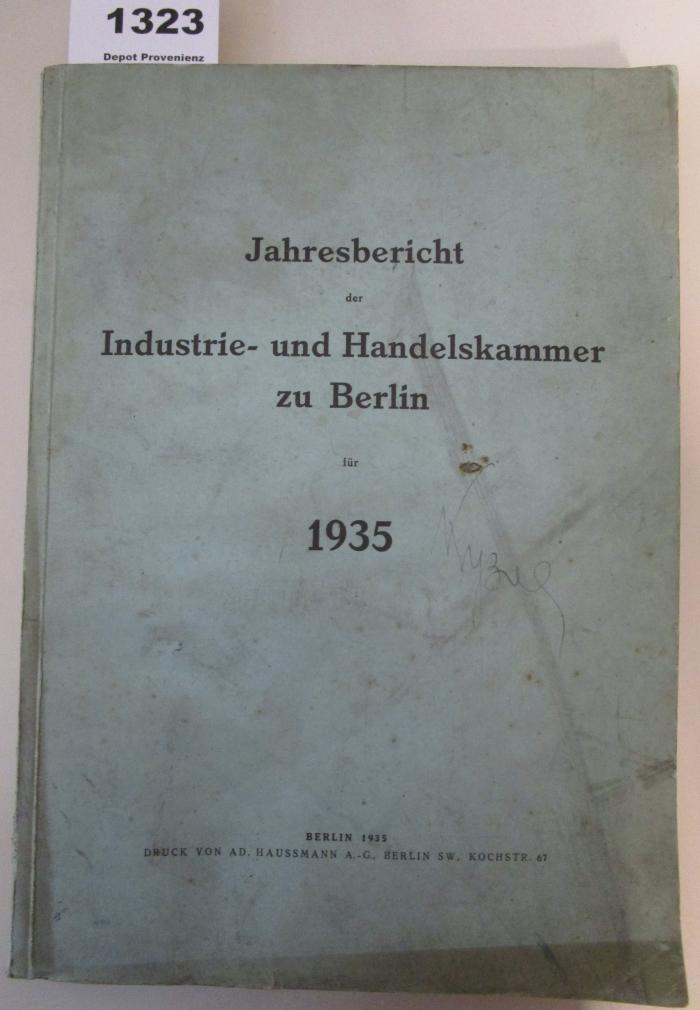 1323
Depot Provenienz
Jahresbericht
der
Industrie- und Handelskammer
zu Berlin
für
1935
BERLIN 1935
DRUCK VON AD. HAUSSMANN A.-G., BERLIN SW, KOCHSTR. 67